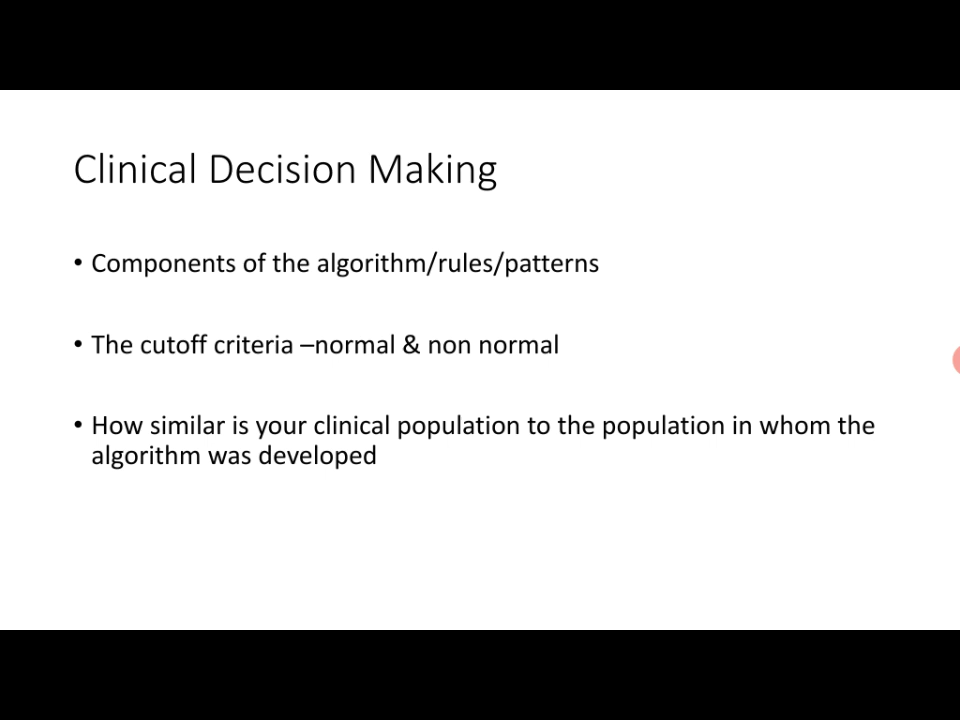 Clinical Decision Making
• Components of the algorithm/rules/patterns
• The cutoff criteria –normal & non normal
• How similar is your clinical population to the population in whom the
algorithm was developed